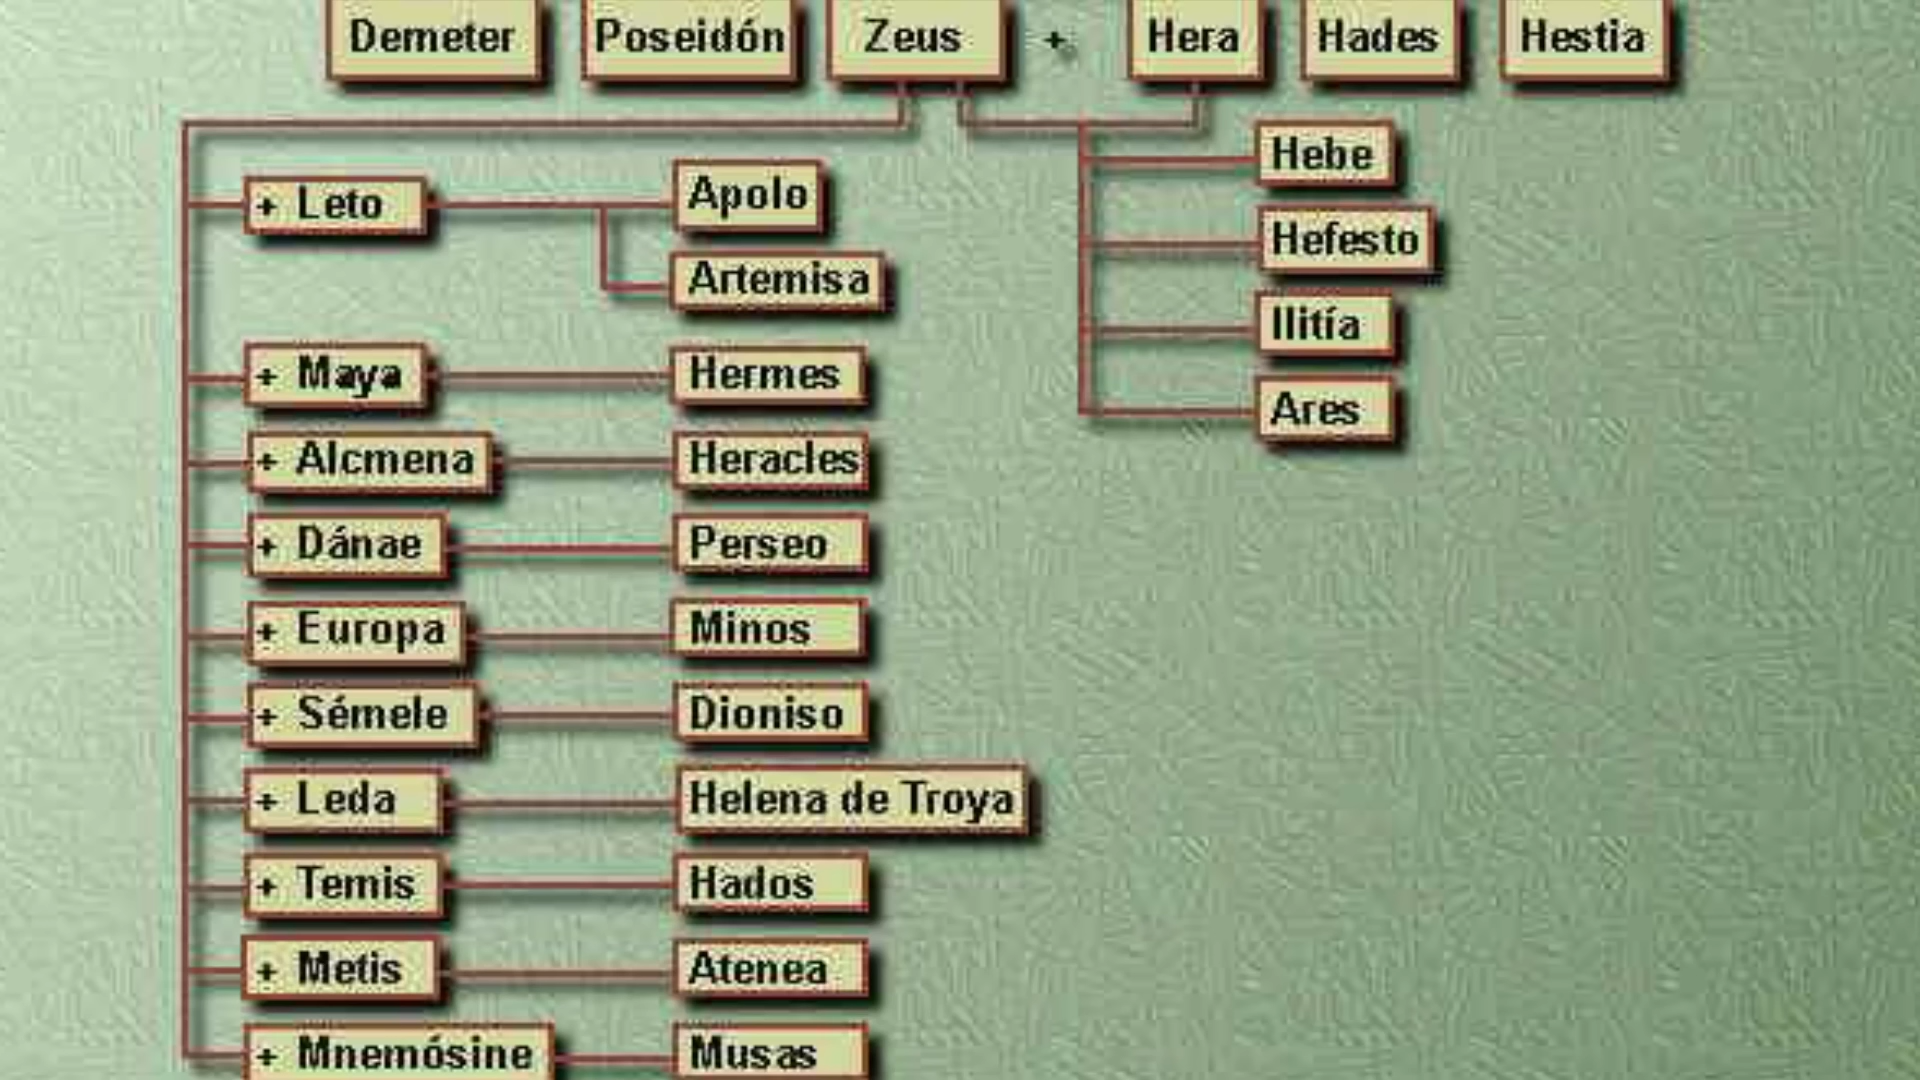 Demeter Poseidón Zeus + Hera Hades Hestia
Hebe
Hefesto
Ilitía
Ares
+ Leto Apolo
Artemisa
+ Maya Hermes
+ Alcmena Heracles
+ Dánae Perseo
+ Europa Minos
+ Sémele Dioniso
+ Leda Helena de Troya
+ Temis Hados
+ Metis Atenea
+ Mnemósine Musas